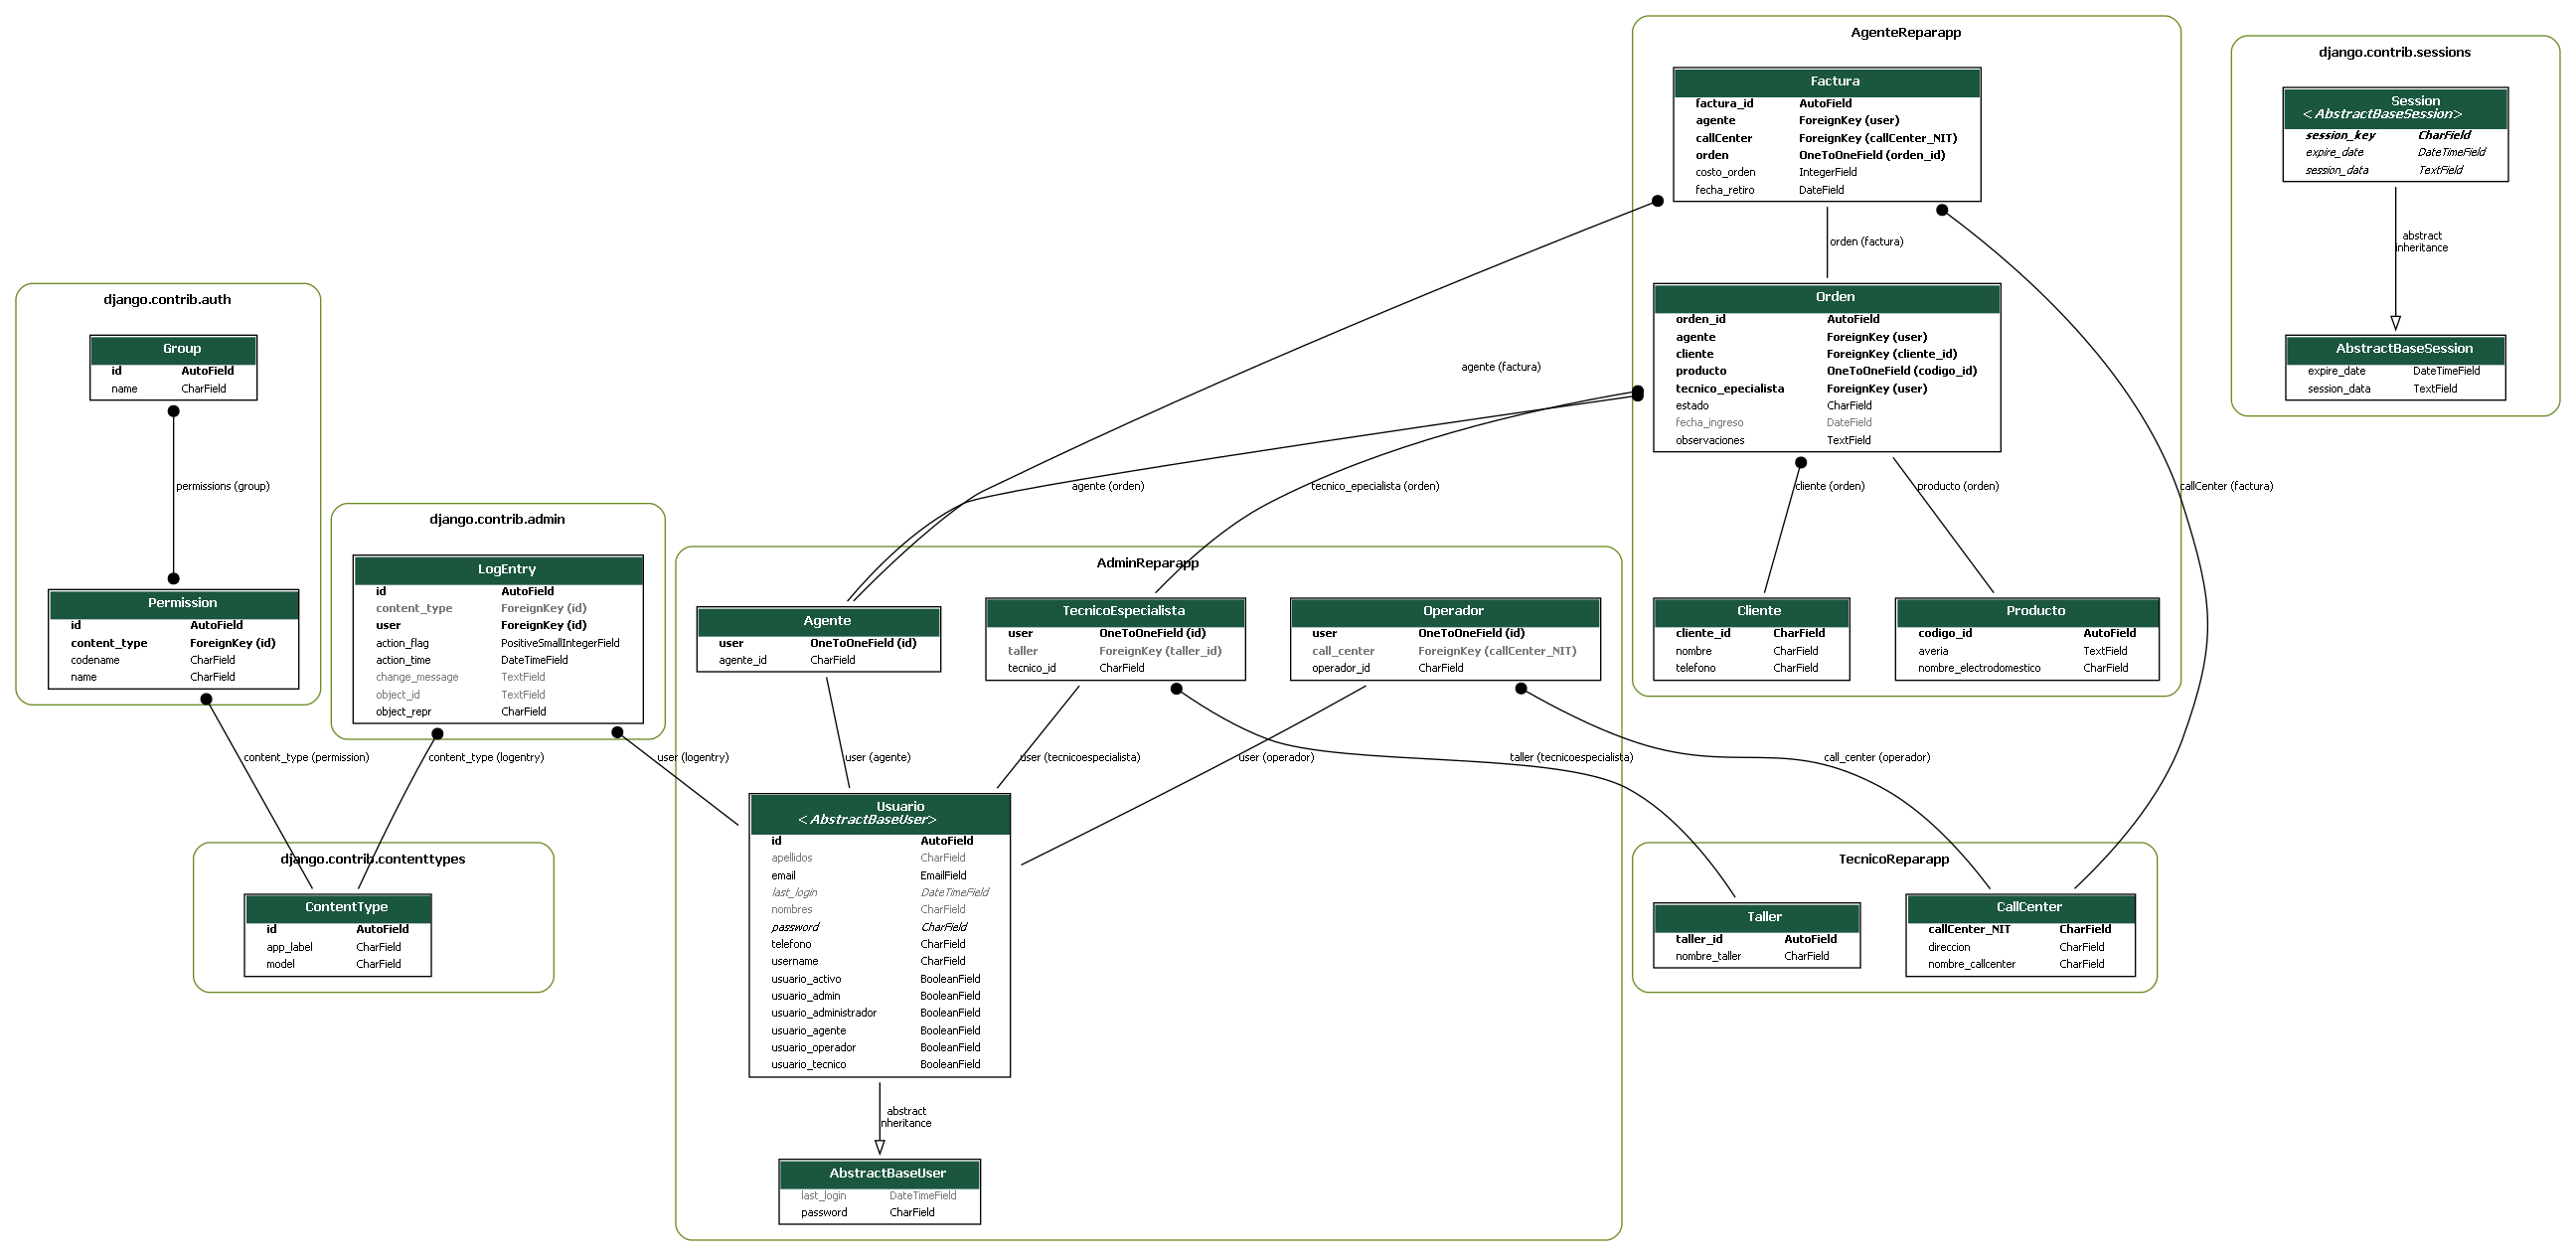 AgenteReparapp
Factura
factura_id AutoField
agente ForeignKey (user)
callCenter ForeignKey (callCenter_NIT)
orden OneToOneField (orden_id)
costo_orden IntegerField
fecha_retiro DateField
orden (factura)
Orden
orden_id AutoField
agente ForeignKey (user)
cliente ForeignKey (cliente_id)
producto OneToOneField (codigo_id)
tecnico_epecialista ForeignKey (user)
estado CharField
fecha_ingreso DateField
observaciones TextField
cliente (orden)
producto (orden)
Cliente
cliente_id CharField
nombre CharField
telefono CharField
Producto
codigo_id AutoField
averia TextField
nombre_electrodomestico CharField
django.contrib.sessions
Session
<AbstractBaseSession>
session_key CharField
expire_date DateTimeField
session_data TextField
abstract
inheritance
AbstractBaseSession
expire_date DateTimeField
session_data TextField
agente (factura)
agente (orden)
tecnico_epecialista (orden)
callCenter (factura)
django.contrib.auth
Group
id AutoField
name CharField
permissions (group)
Permission
id AutoField
content_type ForeignKey (id)
codename CharField
name CharField
django.contrib.admin
LogEntry
id AutoField
content_type ForeignKey (id)
user ForeignKey (id)
action_flag PositiveSmallIntegerField
action_time DateTimeField
change_message TextField
object_id TextField
object_repr CharField
content_type (permission)
content_type (logentry)
user (logentry)
django.contrib.contenttypes
ContentType
id AutoField
app_label CharField
model CharField
AdminReparapp
Agente
user OneToOneField (id)
agente_id CharField
TecnicoEspecialista
user OneToOneField (id)
taller ForeignKey (taller_id)
tecnico_id CharField
Operador
user OneToOneField (id)
call_center ForeignKey (callCenter_NIT)
operador_id CharField
user (agente)
user (tecnicoespecialista)
user (operador)
taller (tecnicoespecialista)
call_center (operador)
Usuario
<AbstractBaseUser>
id AutoField
apellidos CharField
email EmailField
last_login DateTimeField
nombres CharField
password CharField
telefono CharField
username CharField
usuario_activo BooleanField
usuario_admin BooleanField
usuario_administrador BooleanField
usuario_agente BooleanField
usuario_operador BooleanField
usuario_tecnico BooleanField
abstract
inheritance
AbstractBaseUser
last_login DateTimeField
password CharField
TecnicoReparapp
Taller
taller_id AutoField
nombre_taller CharField
CallCenter
callCenter_NIT CharField
direccion CharField
nombre_callcenter CharField